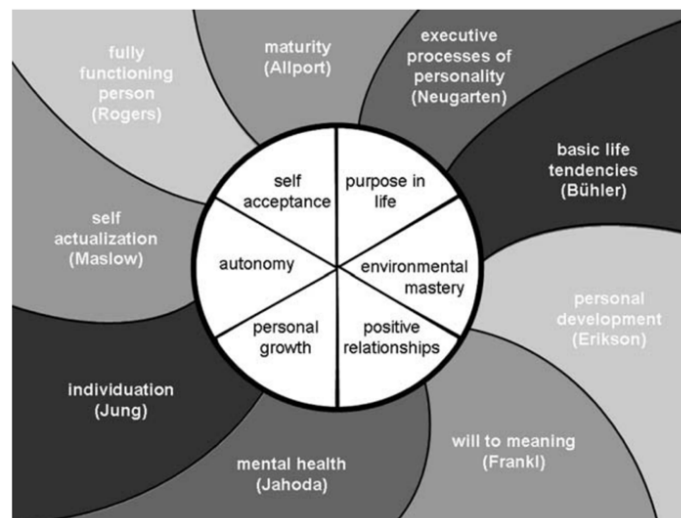 maturity
(Allport)
executive
processes of
personality
(Neugarten)
basic life
tendencies
(Bühler)
personal
development
(Erikson)
will to meaning
(Frankl)
mental health
(Jahoda)
individuation
(Jung)
self
actualization
(Maslow)
fully
functioning
person
(Rogers)
self
acceptance
purpose in
life
environmental
mastery
positive
relationships
personal
growth
autonomy